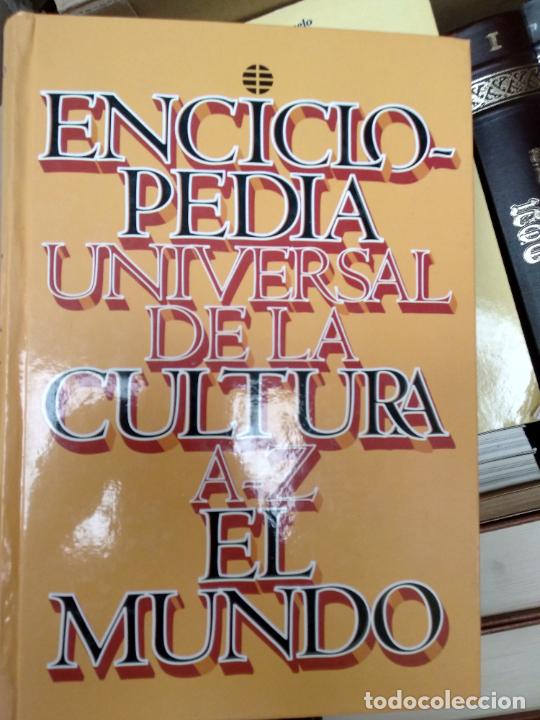 ENCICLO-
PEDIA
UNIVERSAL
DE LA
CULTURA
A-Z
EL
MUNDO
I
todocoleccion